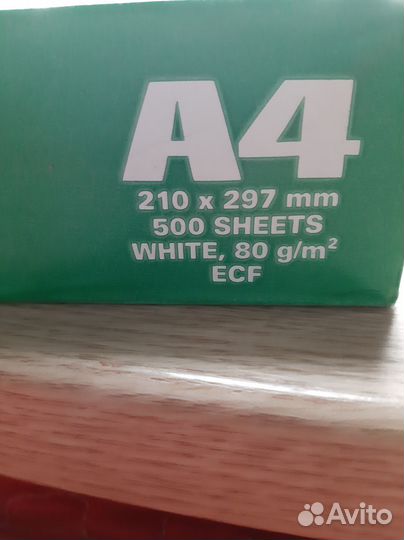 A4
210 x 297 mm
500 SHEETS
WHITE, 80 g/m²
ECF
Avito